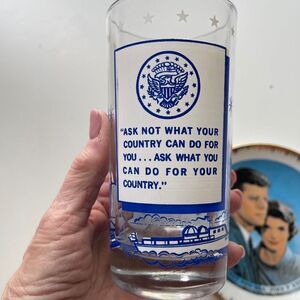 "ASK NOT WHAT YOUR
COUNTRY CAN DO FOR
YOU...ASK WHAT YOU
CAN DO FOR YOUR
COUNTRY."